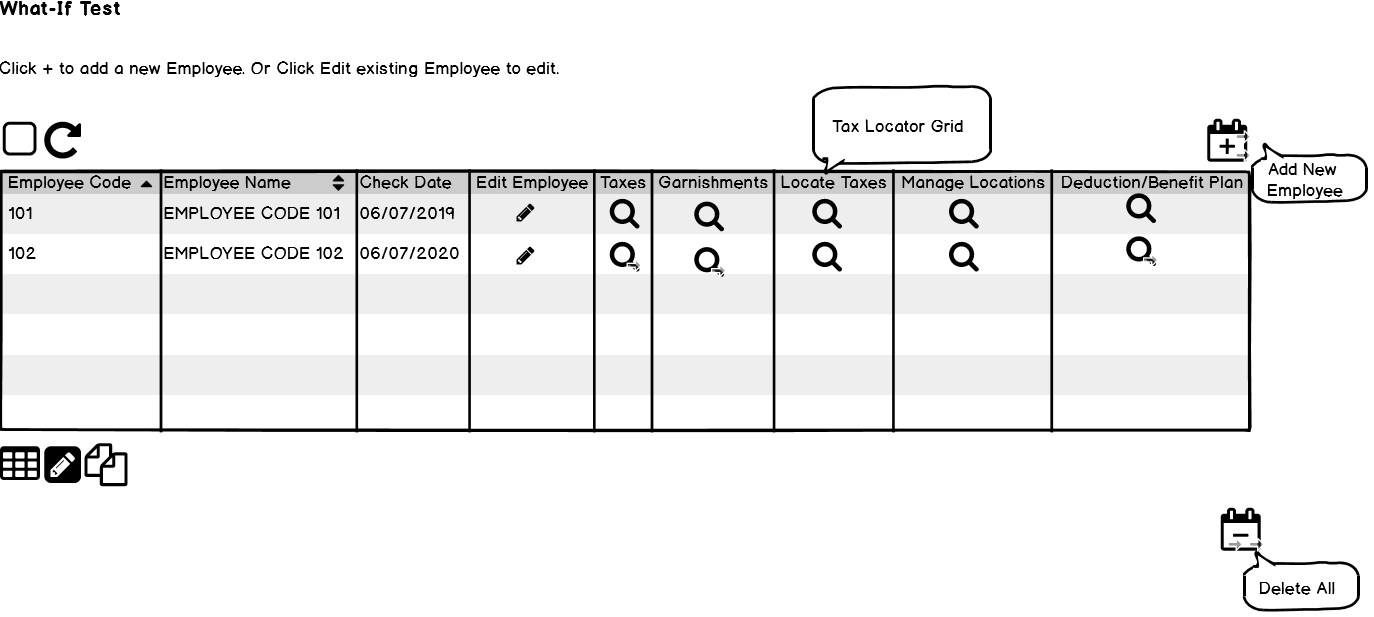 What-If Test
Click + to add a new Employee. Or Click Edit existing Employee to edit.
Tax Locator Grid
Add New
Employee
Employee Code Employee Name Check Date Edit Employee Taxes Garnishments Locate Taxes Manage Locations Deduction/Benefit Plan
101 EMPLOYEE CODE 101 06/07/2019
102 EMPLOYEE CODE 102 06/07/2020
Delete All